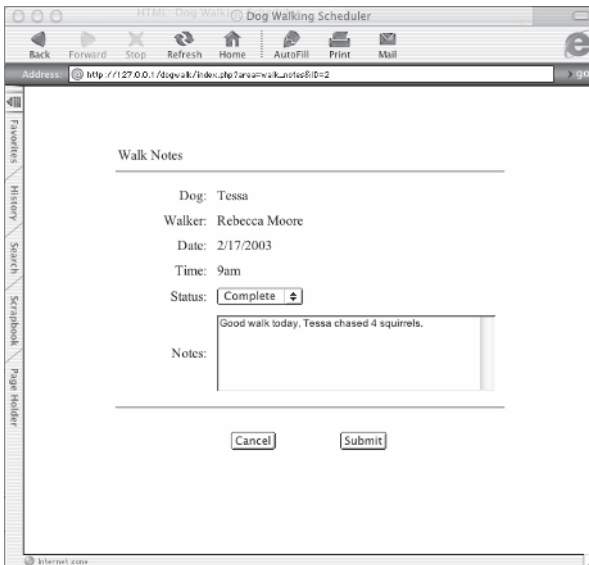 Dog Walking Scheduler
Back Forward Stop Refresh Home AutoFill Print Mail
Address: http://127.0.0.1/dogwalk/index.php?area=walk_notes&ID=2 go
Favorites
History
Search
Scrapbook
Page Holder
Walk Notes
Dog: Tessa
Walker: Rebecca Moore
Date: 2/17/2003
Time: 9am
Status: Complete
Notes: Good walk today, Tessa chased 4 squirrels.
Cancel Submit
Internet zone